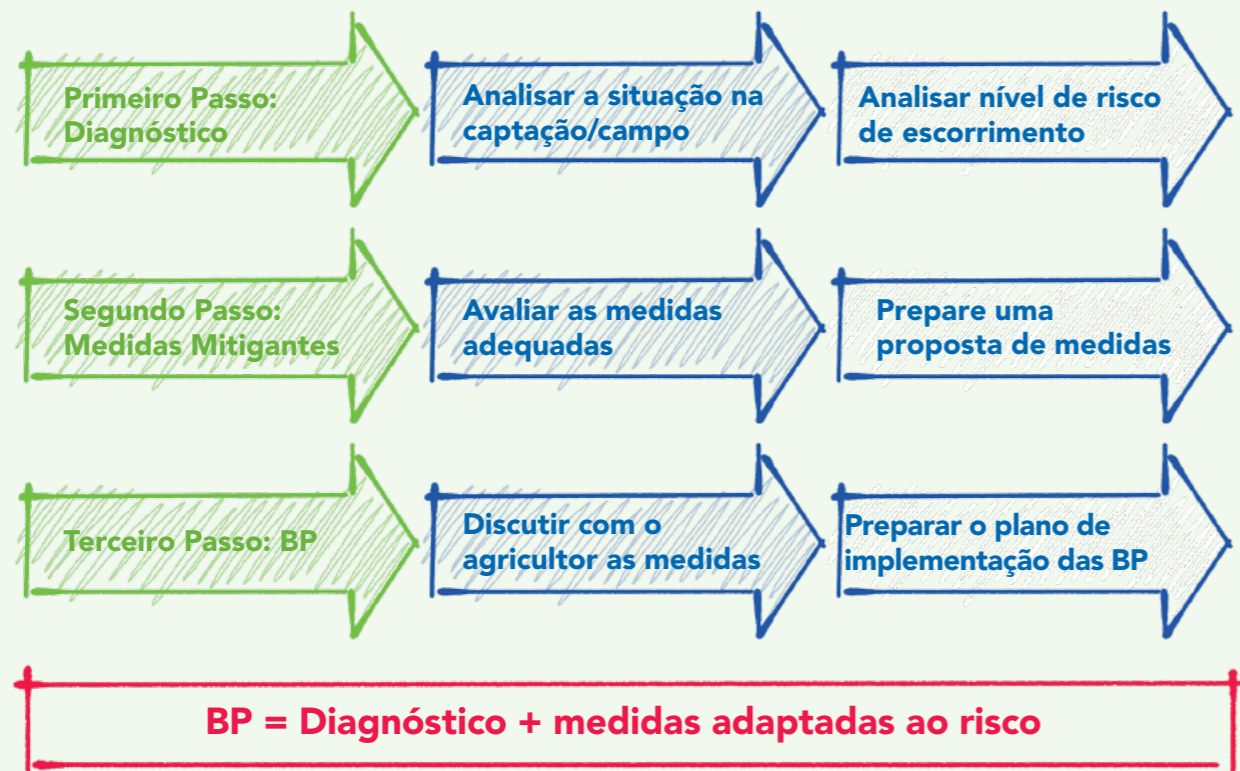 Primeiro Passo:
Diagnóstico
Analisar a situação na
captação/campo
Analisar nível de risco
de escorrimento
Segundo Passo:
Medidas Mitigantes
Avaliar as medidas
adequadas
Prepare uma
proposta de medidas
Terceiro Passo: BP
Discutir com o
agricultor as medidas
Preparar o plano de
implementação das BP
BP = Diagnóstico + medidas adaptadas ao risco